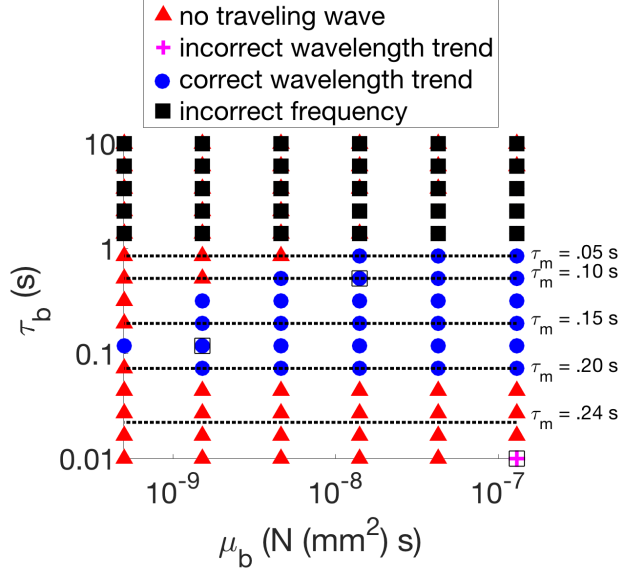 no traveling wave
incorrect wavelength trend
correct wavelength trend
incorrect frequency
10
1
0.1
0.01
τb (s)
τm = .05 s
τm = .10 s
τm = .15 s
τm = .20 s
τm = .24 s
10-9
10-8
10-7
μb (N (mm2) s)